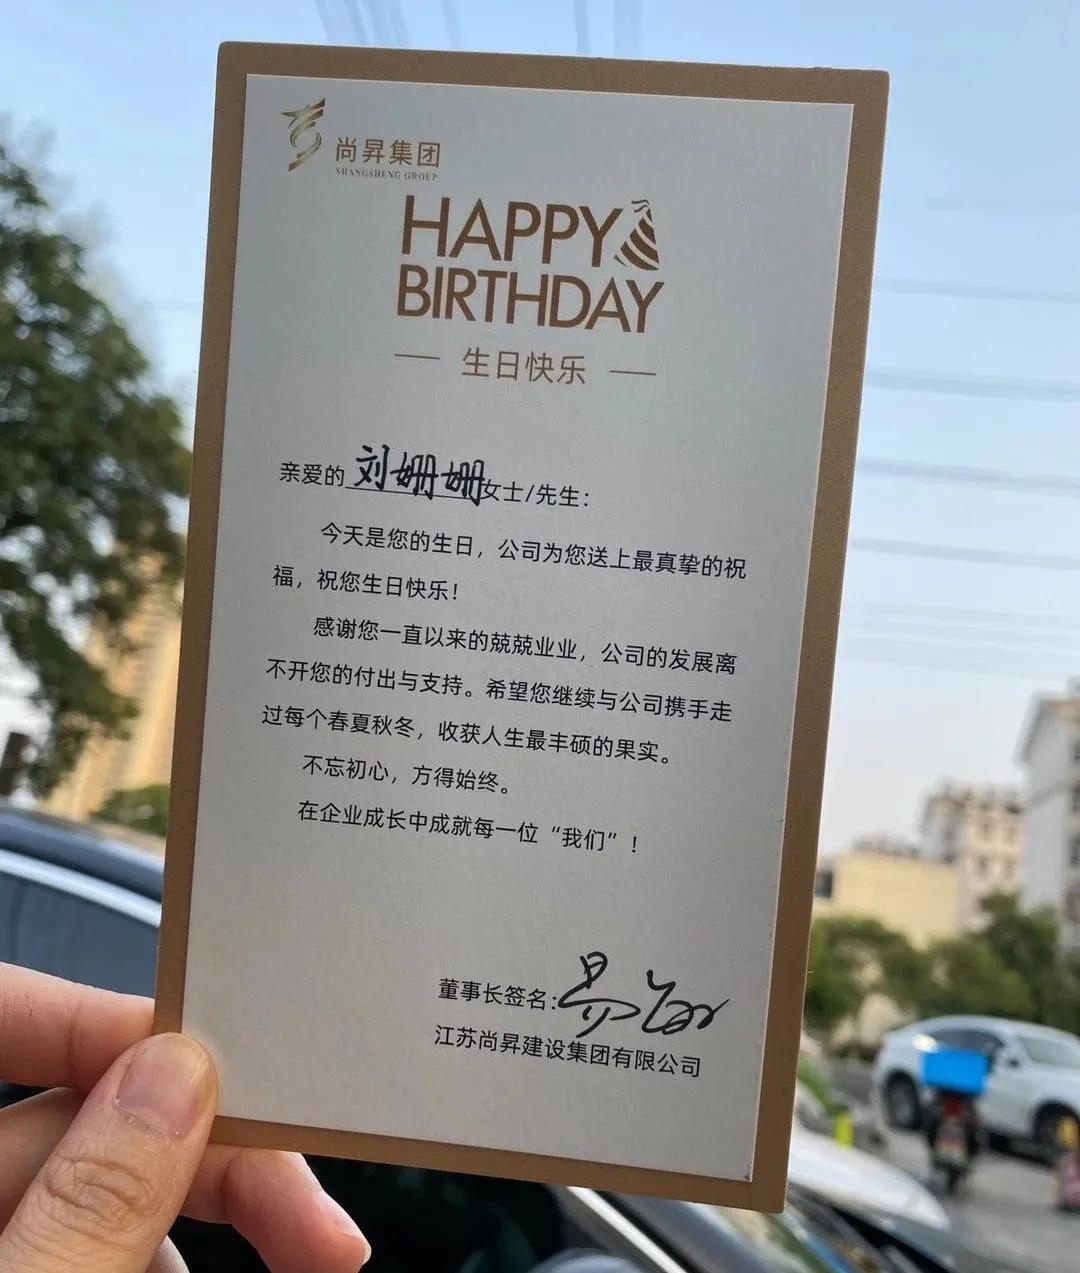 尚昇集团
SHANGSHENG GROUP
HAPPY
BIRTHDAY
生日快乐
亲爱的 刘姗姗 女士/先生：
今天是您的生日，公司为您送上最真挚的祝
福，祝您生日快乐！
感谢您一直以来的兢兢业业，公司的发展离
不开您的付出与支持。希望您继续与公司携手走
过每个春夏秋冬，收获人生最丰硕的果实。
不忘初心，方得始终。
在企业成长中成就每一位“我们”！
董事长签名：
江苏尚昇建设集团有限公司